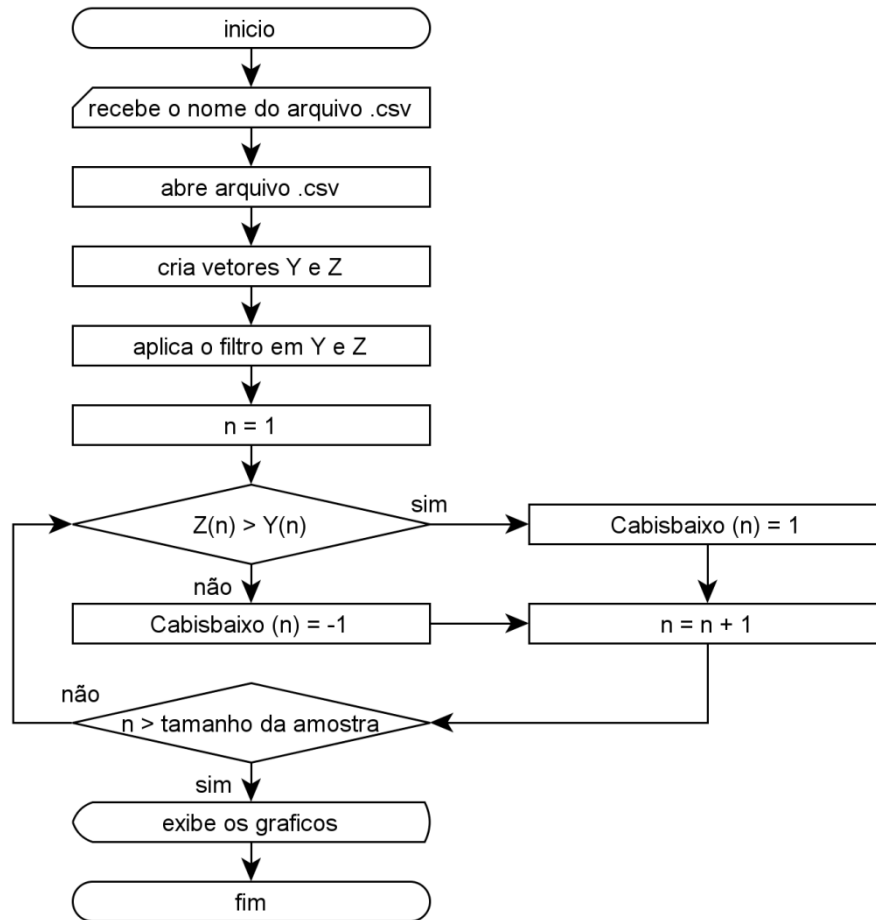 inicio
recebe o nome do arquivo .csv
abre arquivo .csv
cria vetores Y e Z
aplica o filtro em Y e Z
n = 1
Z(n) > Y(n)
sim
Cabisbaixo (n) = 1
não
Cabisbaixo (n) = -1
n = n + 1
não
n > tamanho da amostra
sim
exibe os graficos
fim